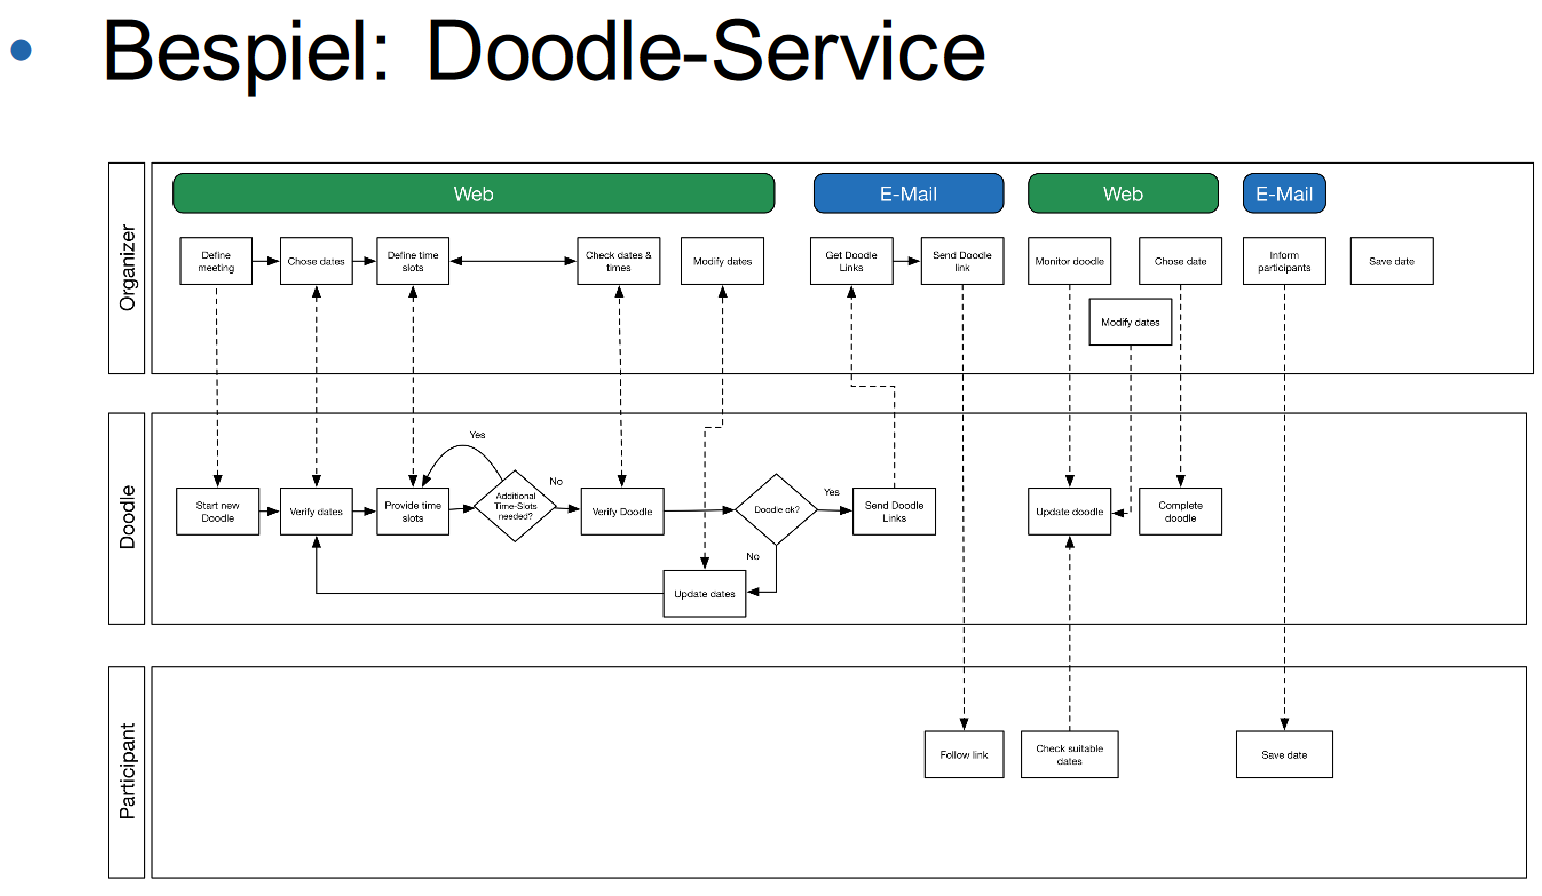 • Bespiel: Doodle-Service
Organizer
Web
E-Mail
Web
E-Mail
Define
meeting
Chose dates
Define time
slots
Check dates &
times
Modify dates
Get Doodle
Links
Send Doodle
link
Monitor doodle
Chose date
Inform
participants
Save date
Modify dates
Doodle
Yes
No
Start new
Doodle
Verify dates
Provide time
slots
Additional
Time-Slots
needed?
Verify Doodle
Doodle ok?
Yes
Send Doodle
Links
Update doodle
Complete
doodle
No
Update dates
Participant
Follow link
Check suitable
dates
Save date